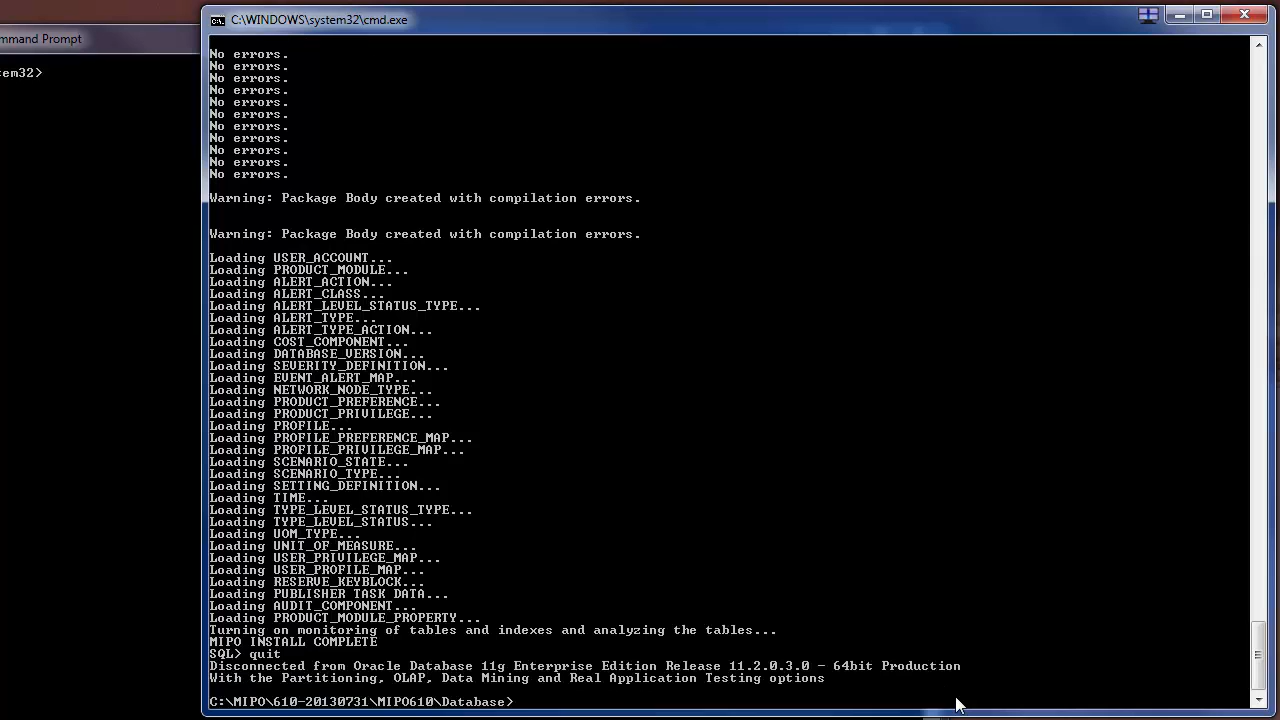 C:\WINDOWS\system32\cmd.exe
mmand Prompt
em32>
No errors.
No errors.
No errors.
No errors.
No errors.
No errors.
No errors.
No errors.
No errors.
No errors.
No errors.
Warning: Package Body created with compilation errors.
Warning: Package Body created with compilation errors.
Loading USER_ACCOUNT...
Loading PRODUCT_MODULE...
Loading ALERT_ACTION...
Loading ALERT_CLASS...
Loading ALERT_LEVEL_STATUS_TYPE...
Loading ALERT_TYPE...
Loading ALERT_TYPE_ACTION...
Loading COST_COMPONENT...
Loading DATABASE_VERSION...
Loading SEVERITY_DEFINITION...
Loading EVENT_ALERT_MAP...
Loading NETWORK_NODE_TYPE...
Loading PRODUCT_PREFERENCE...
Loading PRODUCT_PRIVILEGE...
Loading PROFILE...
Loading PROFILE_PREFERENCE_MAP...
Loading PROFILE_PRIVILEGE_MAP...
Loading SCENARIO_STATE...
Loading SCENARIO_TYPE...
Loading SETTING_DEFINITION...
Loading TIME...
Loading TYPE_LEVEL_STATUS_TYPE...
Loading TYPE_LEVEL_STATUS...
Loading UOM_TYPE...
Loading UNIT_OF_MEASURE...
Loading USER_PRIVILEGE_MAP...
Loading USER_PROFILE_MAP...
Loading RESERVE_KEYBLOCK...
Loading PUBLISHER TASK DATA...
Loading AUDIT_COMPONENT...
Loading PRODUCT_MODULE_PROPERTY...
Turning on monitoring of tables and indexes and analyzing the tables...
MIPO INSTALL COMPLETE
SQL> quit
Disconnected from Oracle Database 11g Enterprise Edition Release 11.2.0.3.0 - 64bit Production
With the Partitioning, OLAP, Data Mining and Real Application Testing options
C:\MIPO\610-20130731\MIPO610\Database>